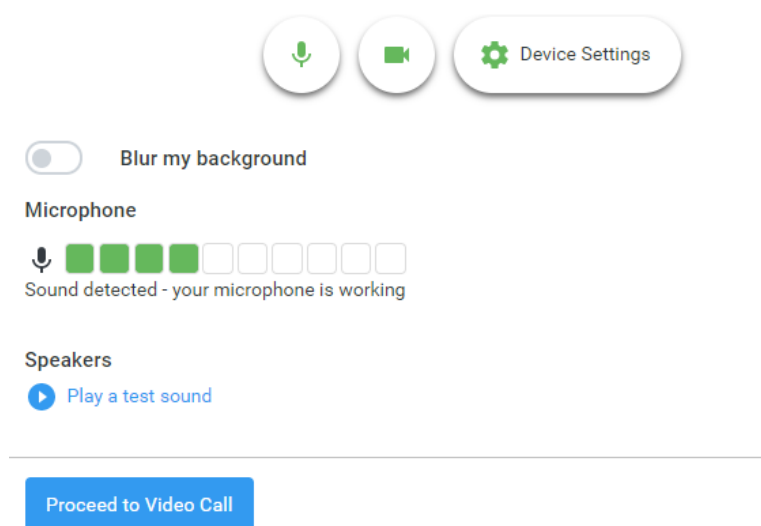 Device Settings
Blur my background
Microphone
Sound detected - your microphone is working
Speakers
Play a test sound
Proceed to Video Call